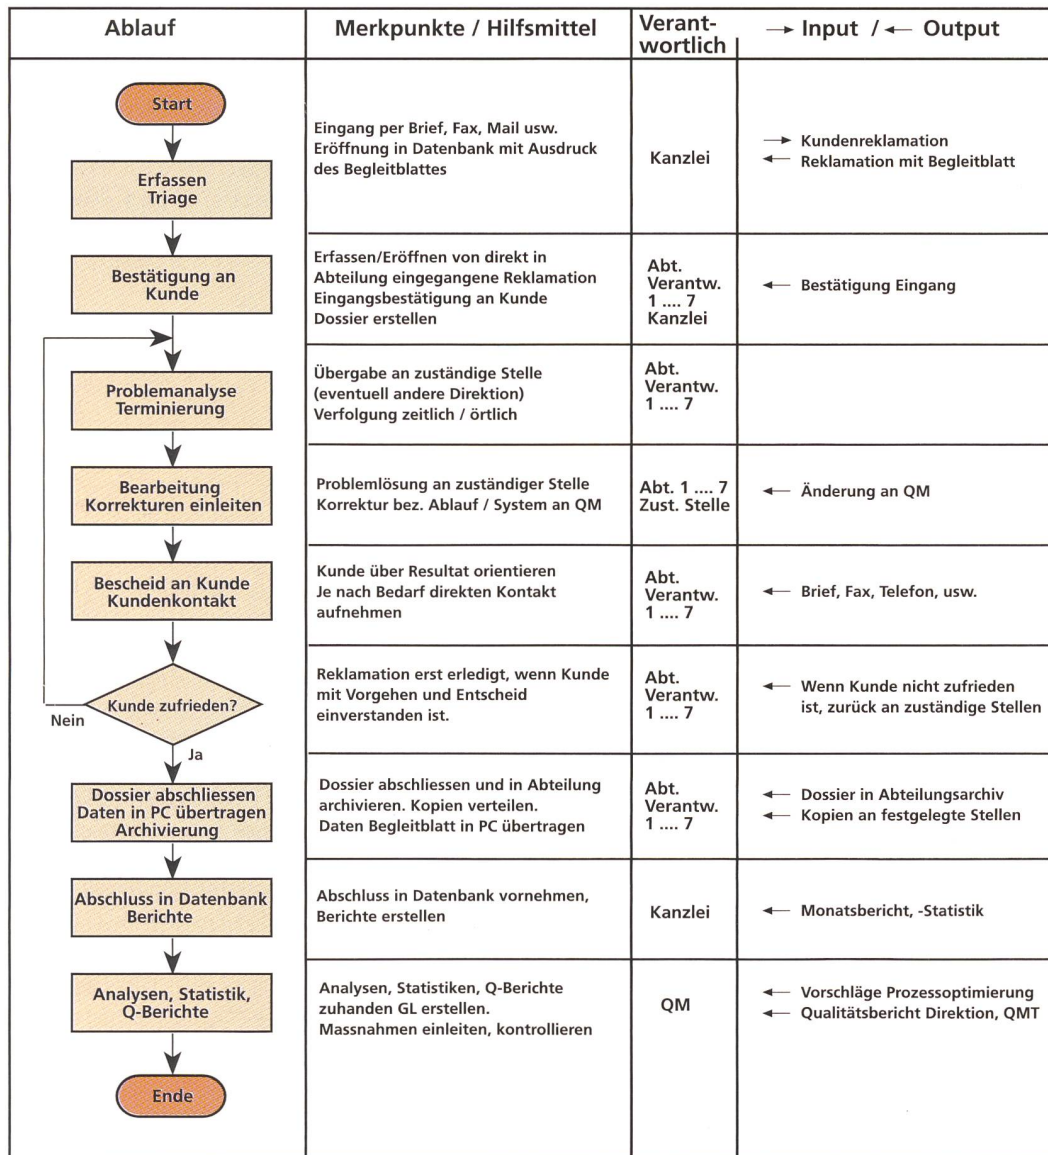 Ablauf
Merkpunkte / Hilfsmittel
Verant-
wortlich
→ Input / ← Output
Start
Erfassen
Triage
Eingang per Brief, Fax, Mail usw.
Eröffnung in Datenbank mit Ausdruck
des Begleitblattes
Kanzlei
→ Kundenreklamation
← Reklamation mit Begleitblatt
Bestätigung an
Kunde
Erfassen/Eröffnen von direkt in
Abteilung eingegangene Reklamation
Eingangsbestätigung an Kunde
Dossier erstellen
Abt.
Verantw.
1 .... 7
Kanzlei
← Bestätigung Eingang
Problemanalyse
Terminierung
Übergabe an zuständige Stelle
(eventuell andere Direktion)
Verfolgung zeitlich / örtlich
Abt.
Verantw.
1 .... 7
Bearbeitung
Korrekturen einleiten
Problemlösung an zuständiger Stelle
Korrektur bez. Ablauf / System an QM
Abt. 1 .... 7
Zust. Stelle
← Änderung an QM
Bescheid an Kunde
Kundenkontakt
Kunde über Resultat orientieren
Je nach Bedarf direkten Kontakt
aufnehmen
Abt.
Verantw.
1 .... 7
← Brief, Fax, Telefon, usw.
Kunde zufrieden?
Nein
Ja
Reklamation erst erledigt, wenn Kunde
mit Vorgehen und Entscheid
einverstanden ist.
Abt.
Verantw.
1 .... 7
← Wenn Kunde nicht zufrieden
ist, zurück an zuständige Stellen
Dossier abschliessen
Daten in PC übertragen
Archivierung
Dossier abschliessen und in Abteilung
archivieren. Kopien verteilen.
Daten Begleitblatt in PC übertragen
Abt.
Verantw.
1 .... 7
← Dossier in Abteilungsarchiv
← Kopien an festgelegte Stellen
Abschluss in Datenbank
Berichte
Abschluss in Datenbank vornehmen,
Berichte erstellen
Kanzlei
← Monatsbericht, -Statistik
Analysen, Statistik,
Q-Berichte
Analysen, Statistiken, Q-Berichte
zuhanden GL erstellen.
Massnahmen einleiten, kontrollieren
QM
← Vorschläge Prozessoptimierung
← Qualitätsbericht Direktion, QMT
Ende